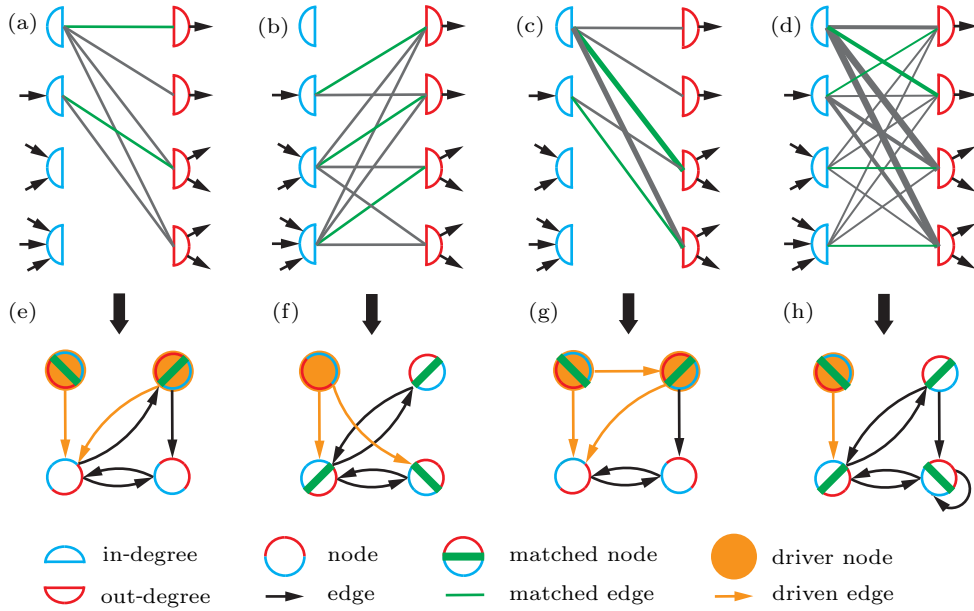 (a) (b) (c) (d)
(e) (f) (g) (h)
in-degree node matched node driver node
out-degree edge matched edge driven edge